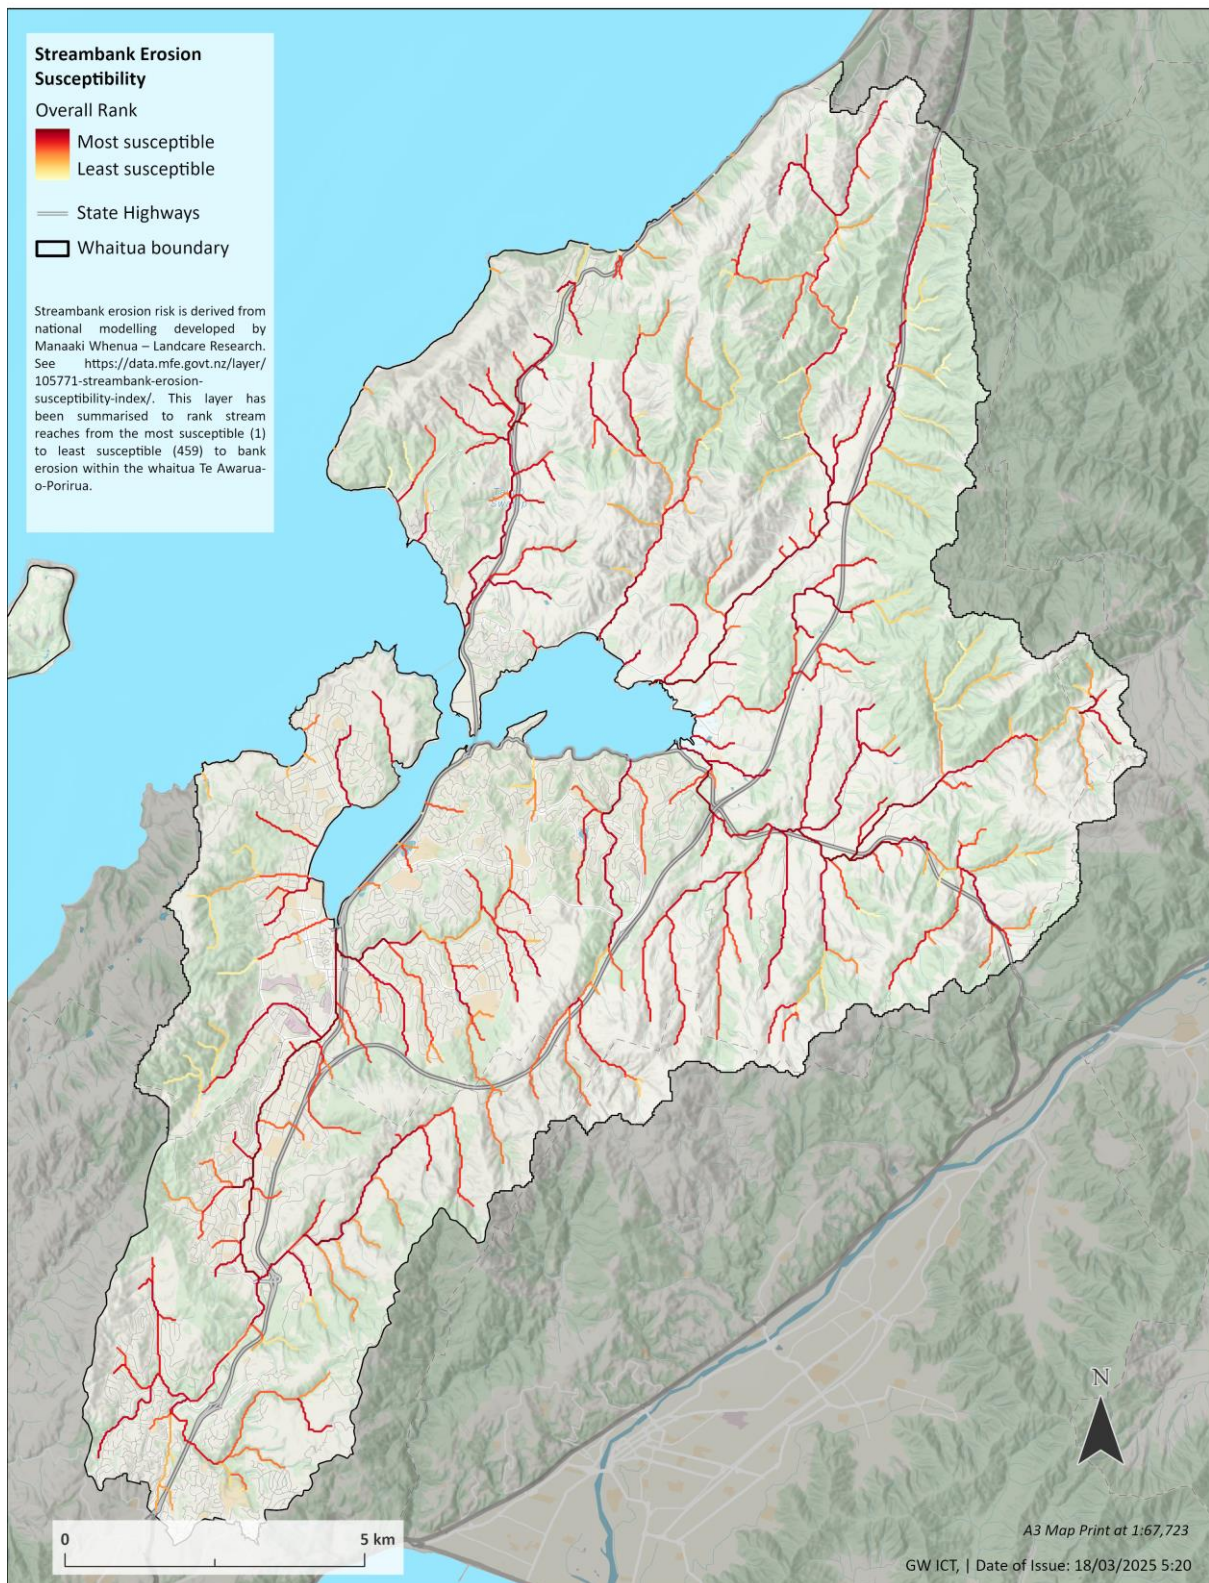 Streambank Erosion
Susceptibility
Overall Rank
Most susceptible
Least susceptible
State Highways
Whaitua boundary
Streambank erosion risk is derived from
national modelling developed by
Manaaki Whenua – Landcare Research.
See https://data.mfe.govt.nz/layer/
105771-streambank-erosion-
susceptibility-index/. This layer has
been summarised to rank stream
reaches from the most susceptible (1)
to least susceptible (459) to bank
erosion within the whaitua Te Awarua-
o-Porirua.
N
0
5 km
A3 Map Print at 1:67,723
GW ICT, | Date of Issue: 18/03/2025 5:20